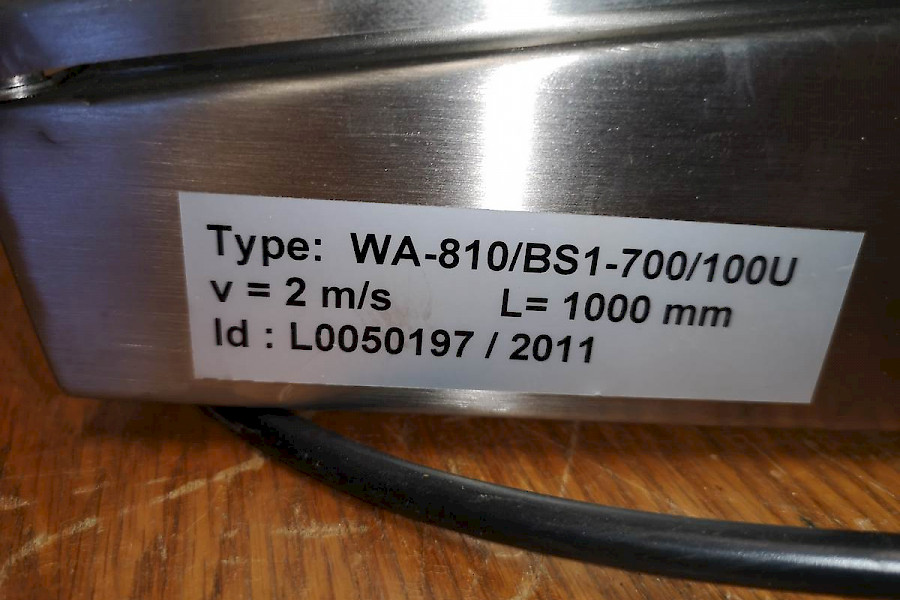 Type: WA-810/BS1-700/100U
v = 2 m/s L= 1000 mm
Id : L0050197 / 2011